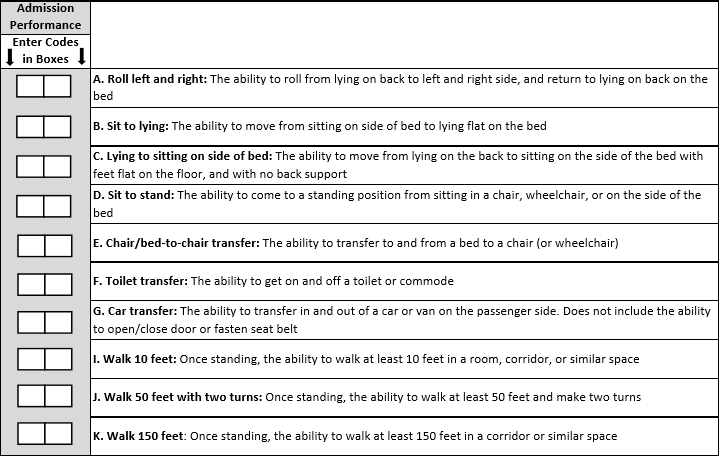 Admission
Performance
Enter Codes
in Boxes
A. Roll left and right: The ability to roll from lying on back to left and right side, and return to lying on back on the
bed
B. Sit to lying: The ability to move from sitting on side of bed to lying flat on the bed
C. Lying to sitting on side of bed: The ability to move from lying on the back to sitting on the side of the bed with
feet flat on the floor, and with no back support
D. Sit to stand: The ability to come to a standing position from sitting in a chair, wheelchair, or on the side of the
bed
E. Chair/bed-to-chair transfer: The ability to transfer to and from a bed to a chair (or wheelchair)
F. Toilet transfer: The ability to get on and off a toilet or commode
G. Car transfer: The ability to transfer in and out of a car or van on the passenger side. Does not include the ability
to open/close door or fasten seat belt
I. Walk 10 feet: Once standing, the ability to walk at least 10 feet in a room, corridor, or similar space
J. Walk 50 feet with two turns: Once standing, the ability to walk at least 50 feet and make two turns
K. Walk 150 feet: Once standing, the ability to walk at least 150 feet in a corridor or similar space